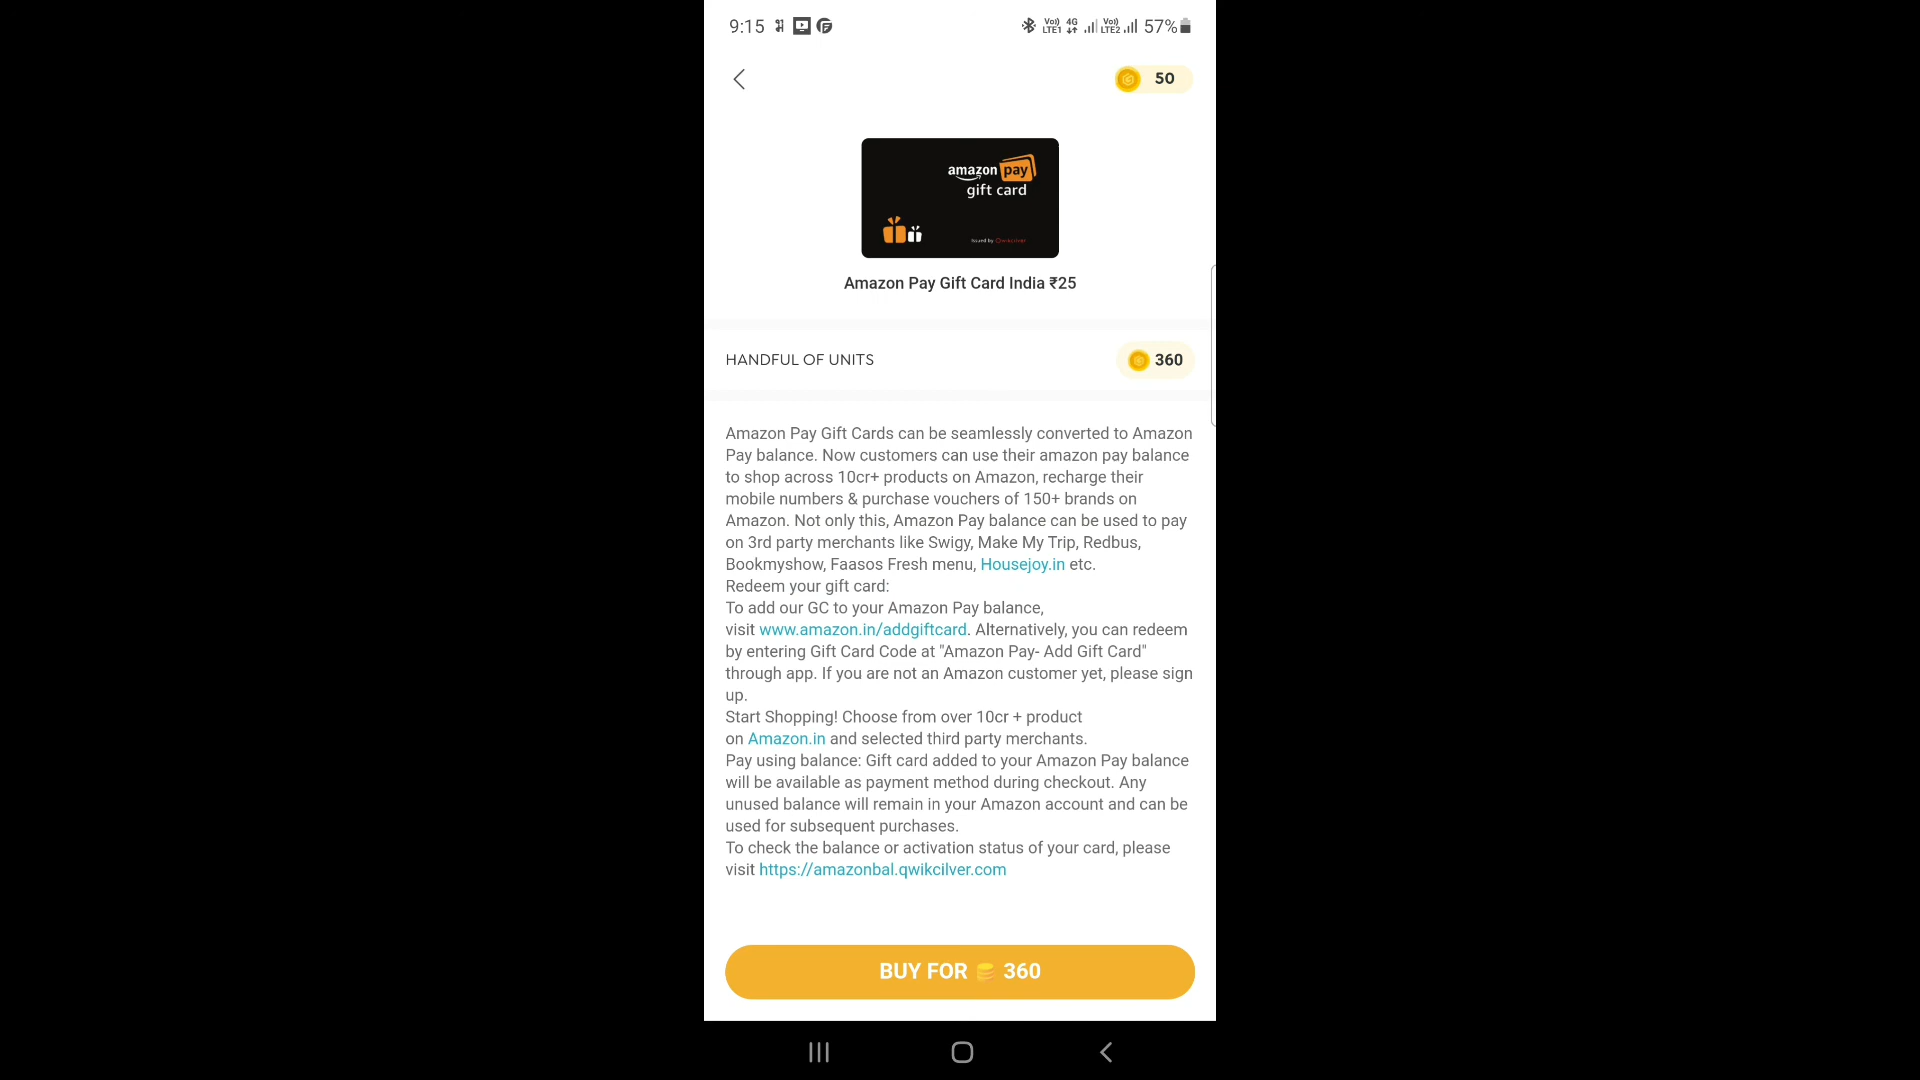 9:15
Vo)) LTE1 4G Vo)) LTE2 57%
50
amazon pay
gift card
Issued by Qwikcilver
Amazon Pay Gift Card India ₹25
HANDFUL OF UNITS 360
Amazon Pay Gift Cards can be seamlessly converted to Amazon
Pay balance. Now customers can use their amazon pay balance
to shop across 10cr+ products on Amazon, recharge their
mobile numbers & purchase vouchers of 150+ brands on
Amazon. Not only this, Amazon Pay balance can be used to pay
on 3rd party merchants like Swigy, Make My Trip, Redbus,
Bookmyshow, Faasos Fresh menu, Housejoy.in etc.
Redeem your gift card:
To add our GC to your Amazon Pay balance,
visit www.amazon.in/addgiftcard. Alternatively, you can redeem
by entering Gift Card Code at "Amazon Pay- Add Gift Card"
through app. If you are not an Amazon customer yet, please sign
up.
Start Shopping! Choose from over 10cr + product
on Amazon.in and selected third party merchants.
Pay using balance: Gift card added to your Amazon Pay balance
will be available as payment method during checkout. Any
unused balance will remain in your Amazon account and can be
used for subsequent purchases.
To check the balance or activation status of your card, please
visit https://amazonbal.qwikcilver.com
BUY FOR 360